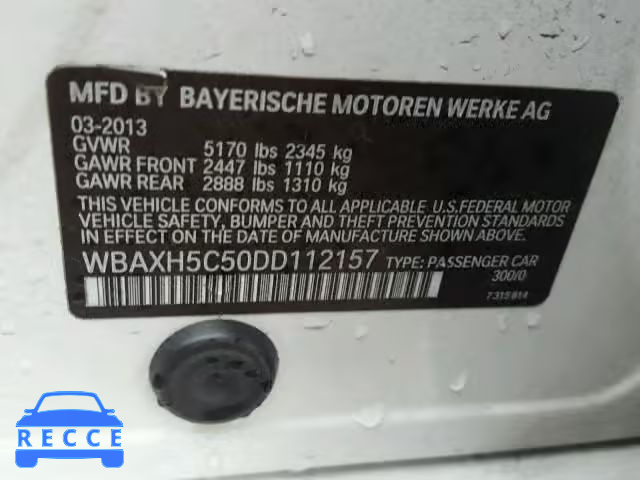 MFD BY BAYERISCHE MOTOREN WERKE AG
03-2013
GVWR 5170 lbs 2345 kg
GAWR FRONT 2447 lbs 1110 kg
GAWR REAR 2888 lbs 1310 kg
THIS VEHICLE CONFORMS TO ALL APPLICABLE U.S.FEDERAL MOTOR
VEHICLE SAFETY, BUMPER AND THEFT PREVENTION STANDARDS
IN EFFECT ON THE DATE OF MANUFACTURE SHOWN ABOVE.
WBAXH5C50DD112157 TYPE: PASSENGER CAR
300/0
7315814
RECCE